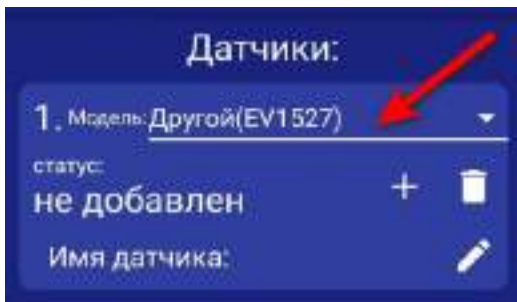 Датчики:
1. Модель: Другой(EV1527)
статус:
не добавлен
Имя датчика: